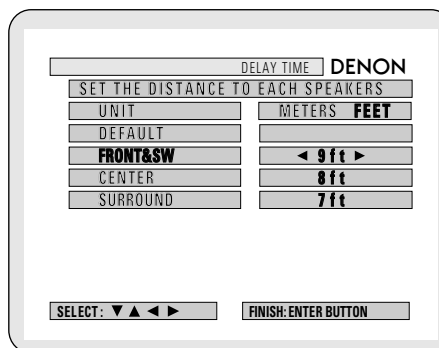 DELAY TIME DENON
SET THE DISTANCE TO EACH SPEAKERS
UNIT METERS FEET
DEFAULT
FRONT&SW ◄ 9ft ►
CENTER 8ft
SURROUND 7ft
SELECT: ▼ ▲ ◄ ► FINISH: ENTER BUTTON